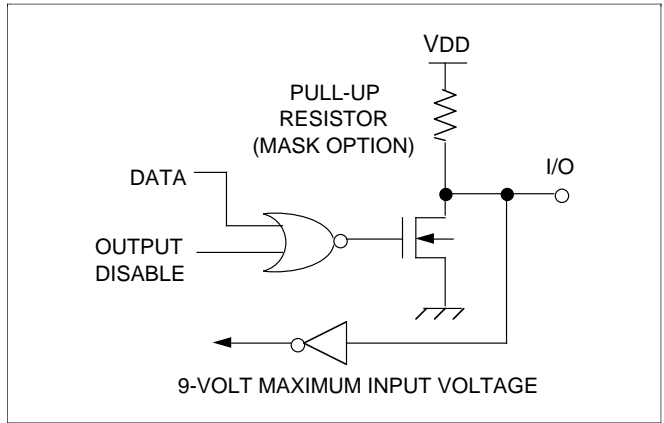 VDD
PULL-UP
RESISTOR
(MASK OPTION)
I/O
DATA
OUTPUT
DISABLE
9-VOLT MAXIMUM INPUT VOLTAGE